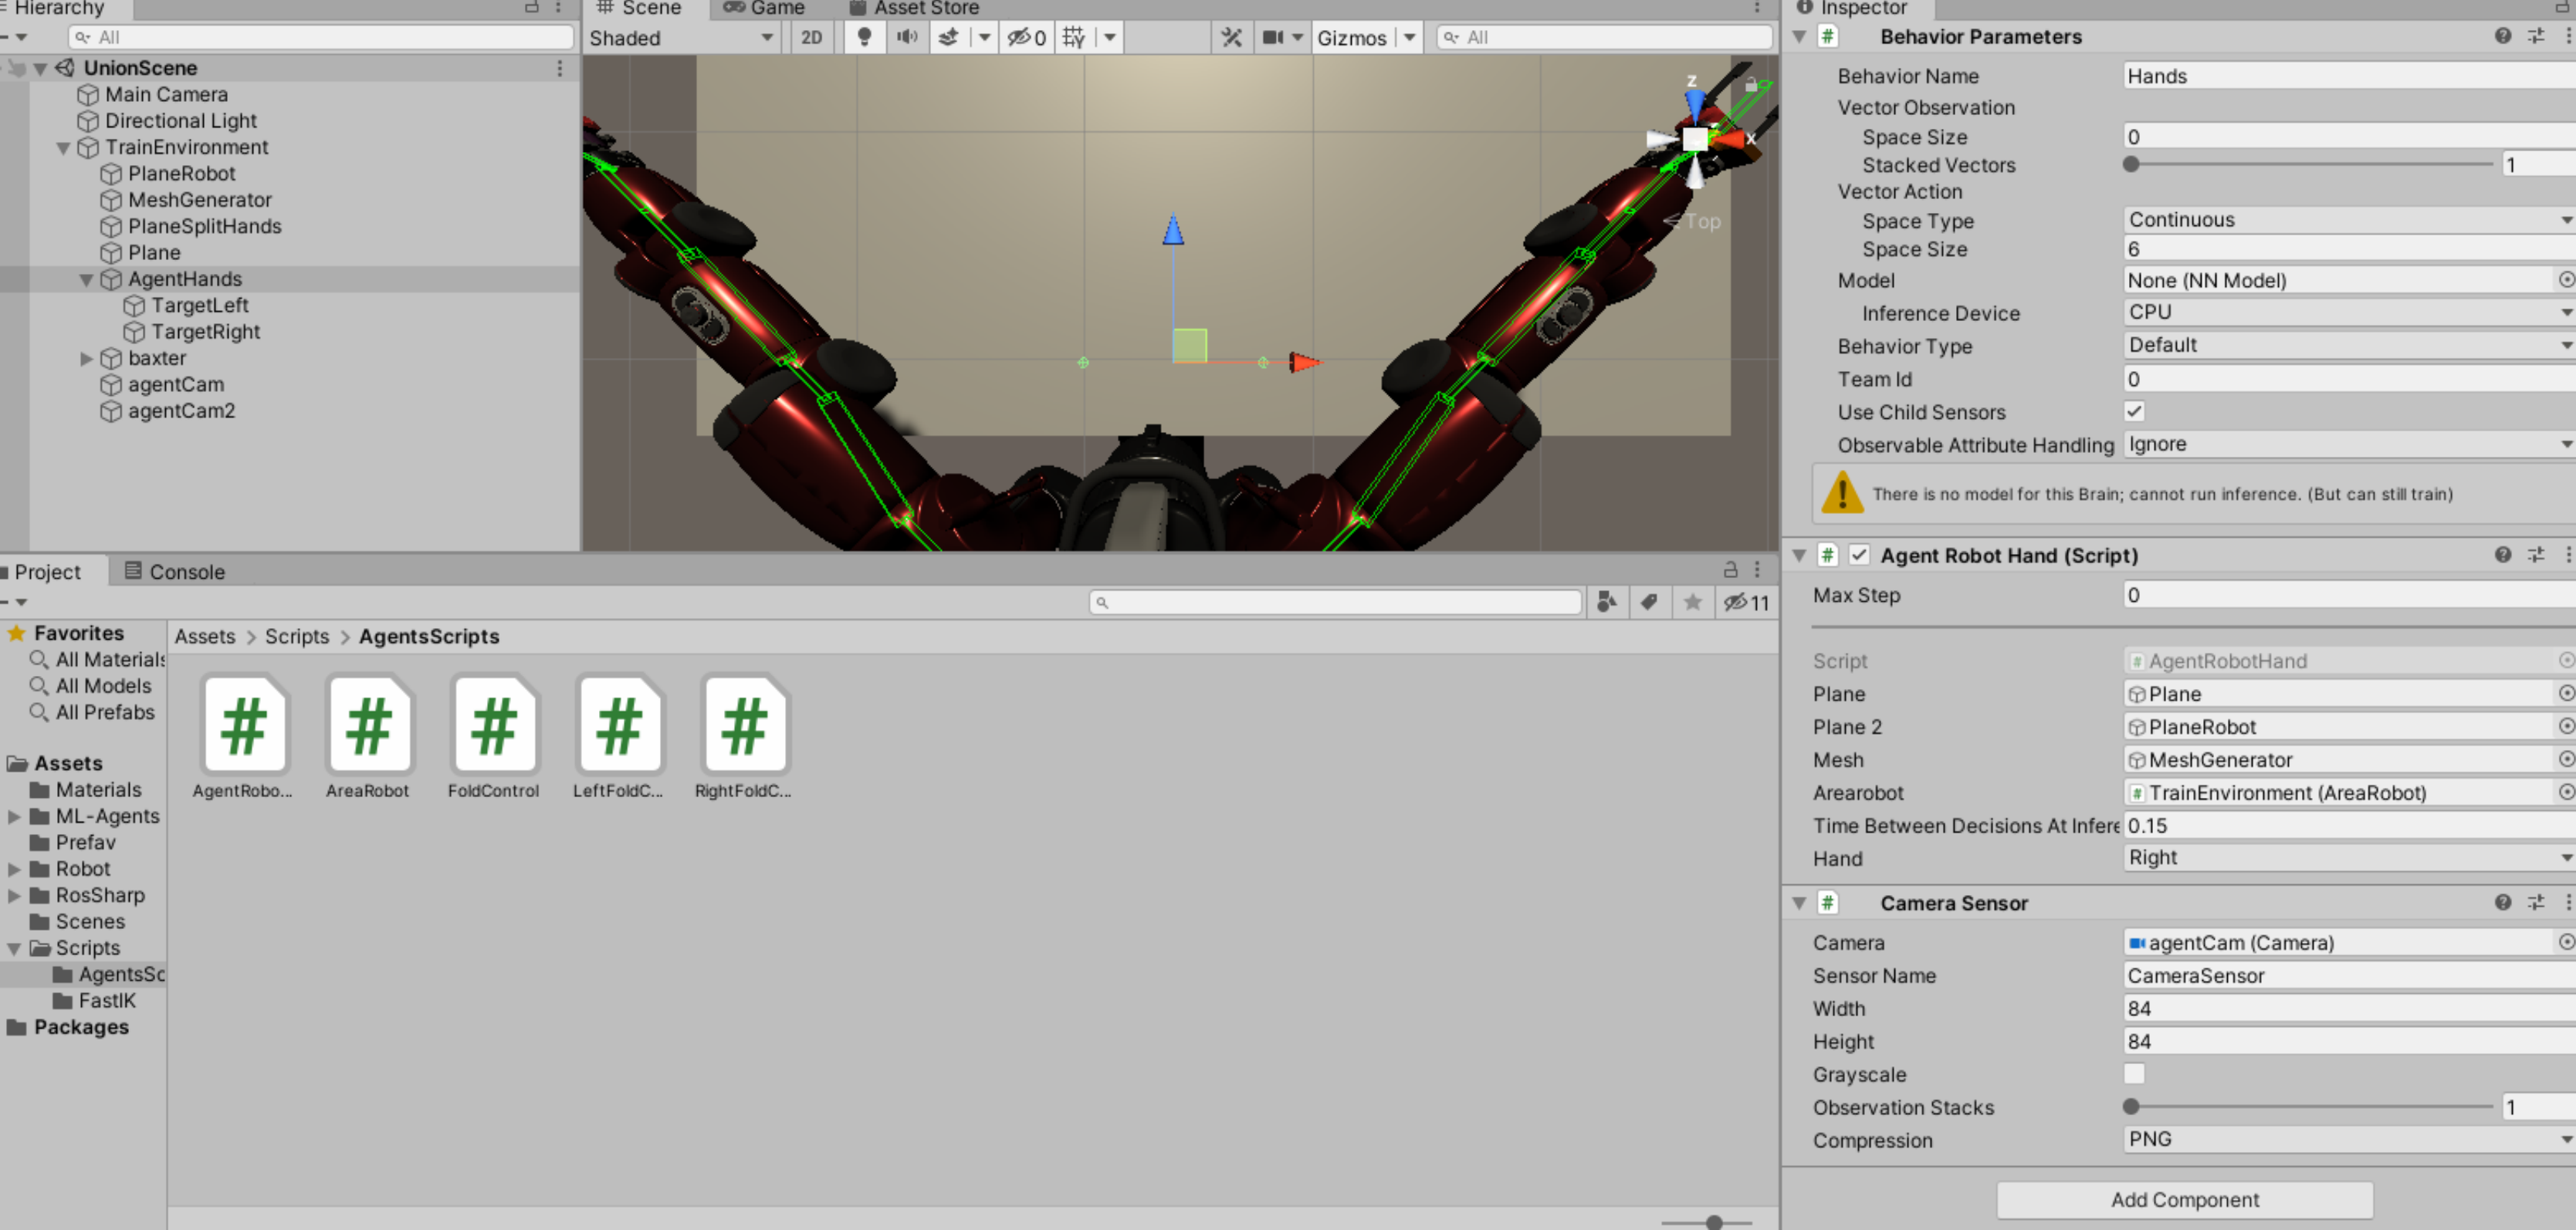 Hierarchy
All
UnionScene
Main Camera
Directional Light
TrainEnvironment
PlaneRobot
MeshGenerator
PlaneSplitHands
Plane
AgentHands
TargetLeft
TargetRight
baxter
agentCam
agentCam2
Scene Game Asset Store
Shaded 2D 0 Gizmos All
z
x
Top
Project Console
11
Favorites
All Materials
All Models
All Prefabs
Assets
Materials
ML-Agents
Prefav
Robot
RosSharp
Scenes
Scripts
AgentsSc
FastIK
Packages
Assets > Scripts > AgentsScripts
AgentRobo... AreaRobot FoldControl LeftFoldC... RightFoldC...
Inspector
Behavior Parameters
Behavior Name Hands
Vector Observation
Space Size 0
Stacked Vectors 1
Vector Action
Space Type Continuous
Space Size 6
Model None (NN Model)
Inference Device CPU
Behavior Type Default
Team Id 0
Use Child Sensors
Observable Attribute Handling Ignore
There is no model for this Brain; cannot run inference. (But can still train)
# Agent Robot Hand (Script)
Max Step 0
Script # AgentRobotHand
Plane Plane
Plane 2 PlaneRobot
Mesh MeshGenerator
Arearobot # TrainEnvironment (AreaRobot)
Time Between Decisions At Infere 0.15
Hand Right
# Camera Sensor
Camera agentCam (Camera)
Sensor Name CameraSensor
Width 84
Height 84
Grayscale
Observation Stacks 1
Compression PNG
Add Component